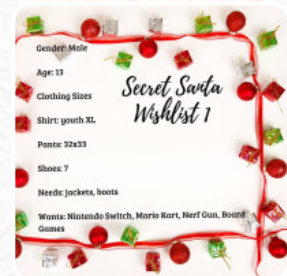 Gender: Male
Age: 13
Secret Santa
Wishlist 1
Clothing Sizes
Shirt: youth XL
Pants: 32x33
Shoes: 7
Needs: jackets, boots
Wants: Nintendo Switch, Mario Kart, Nerf Gun, Board
Games